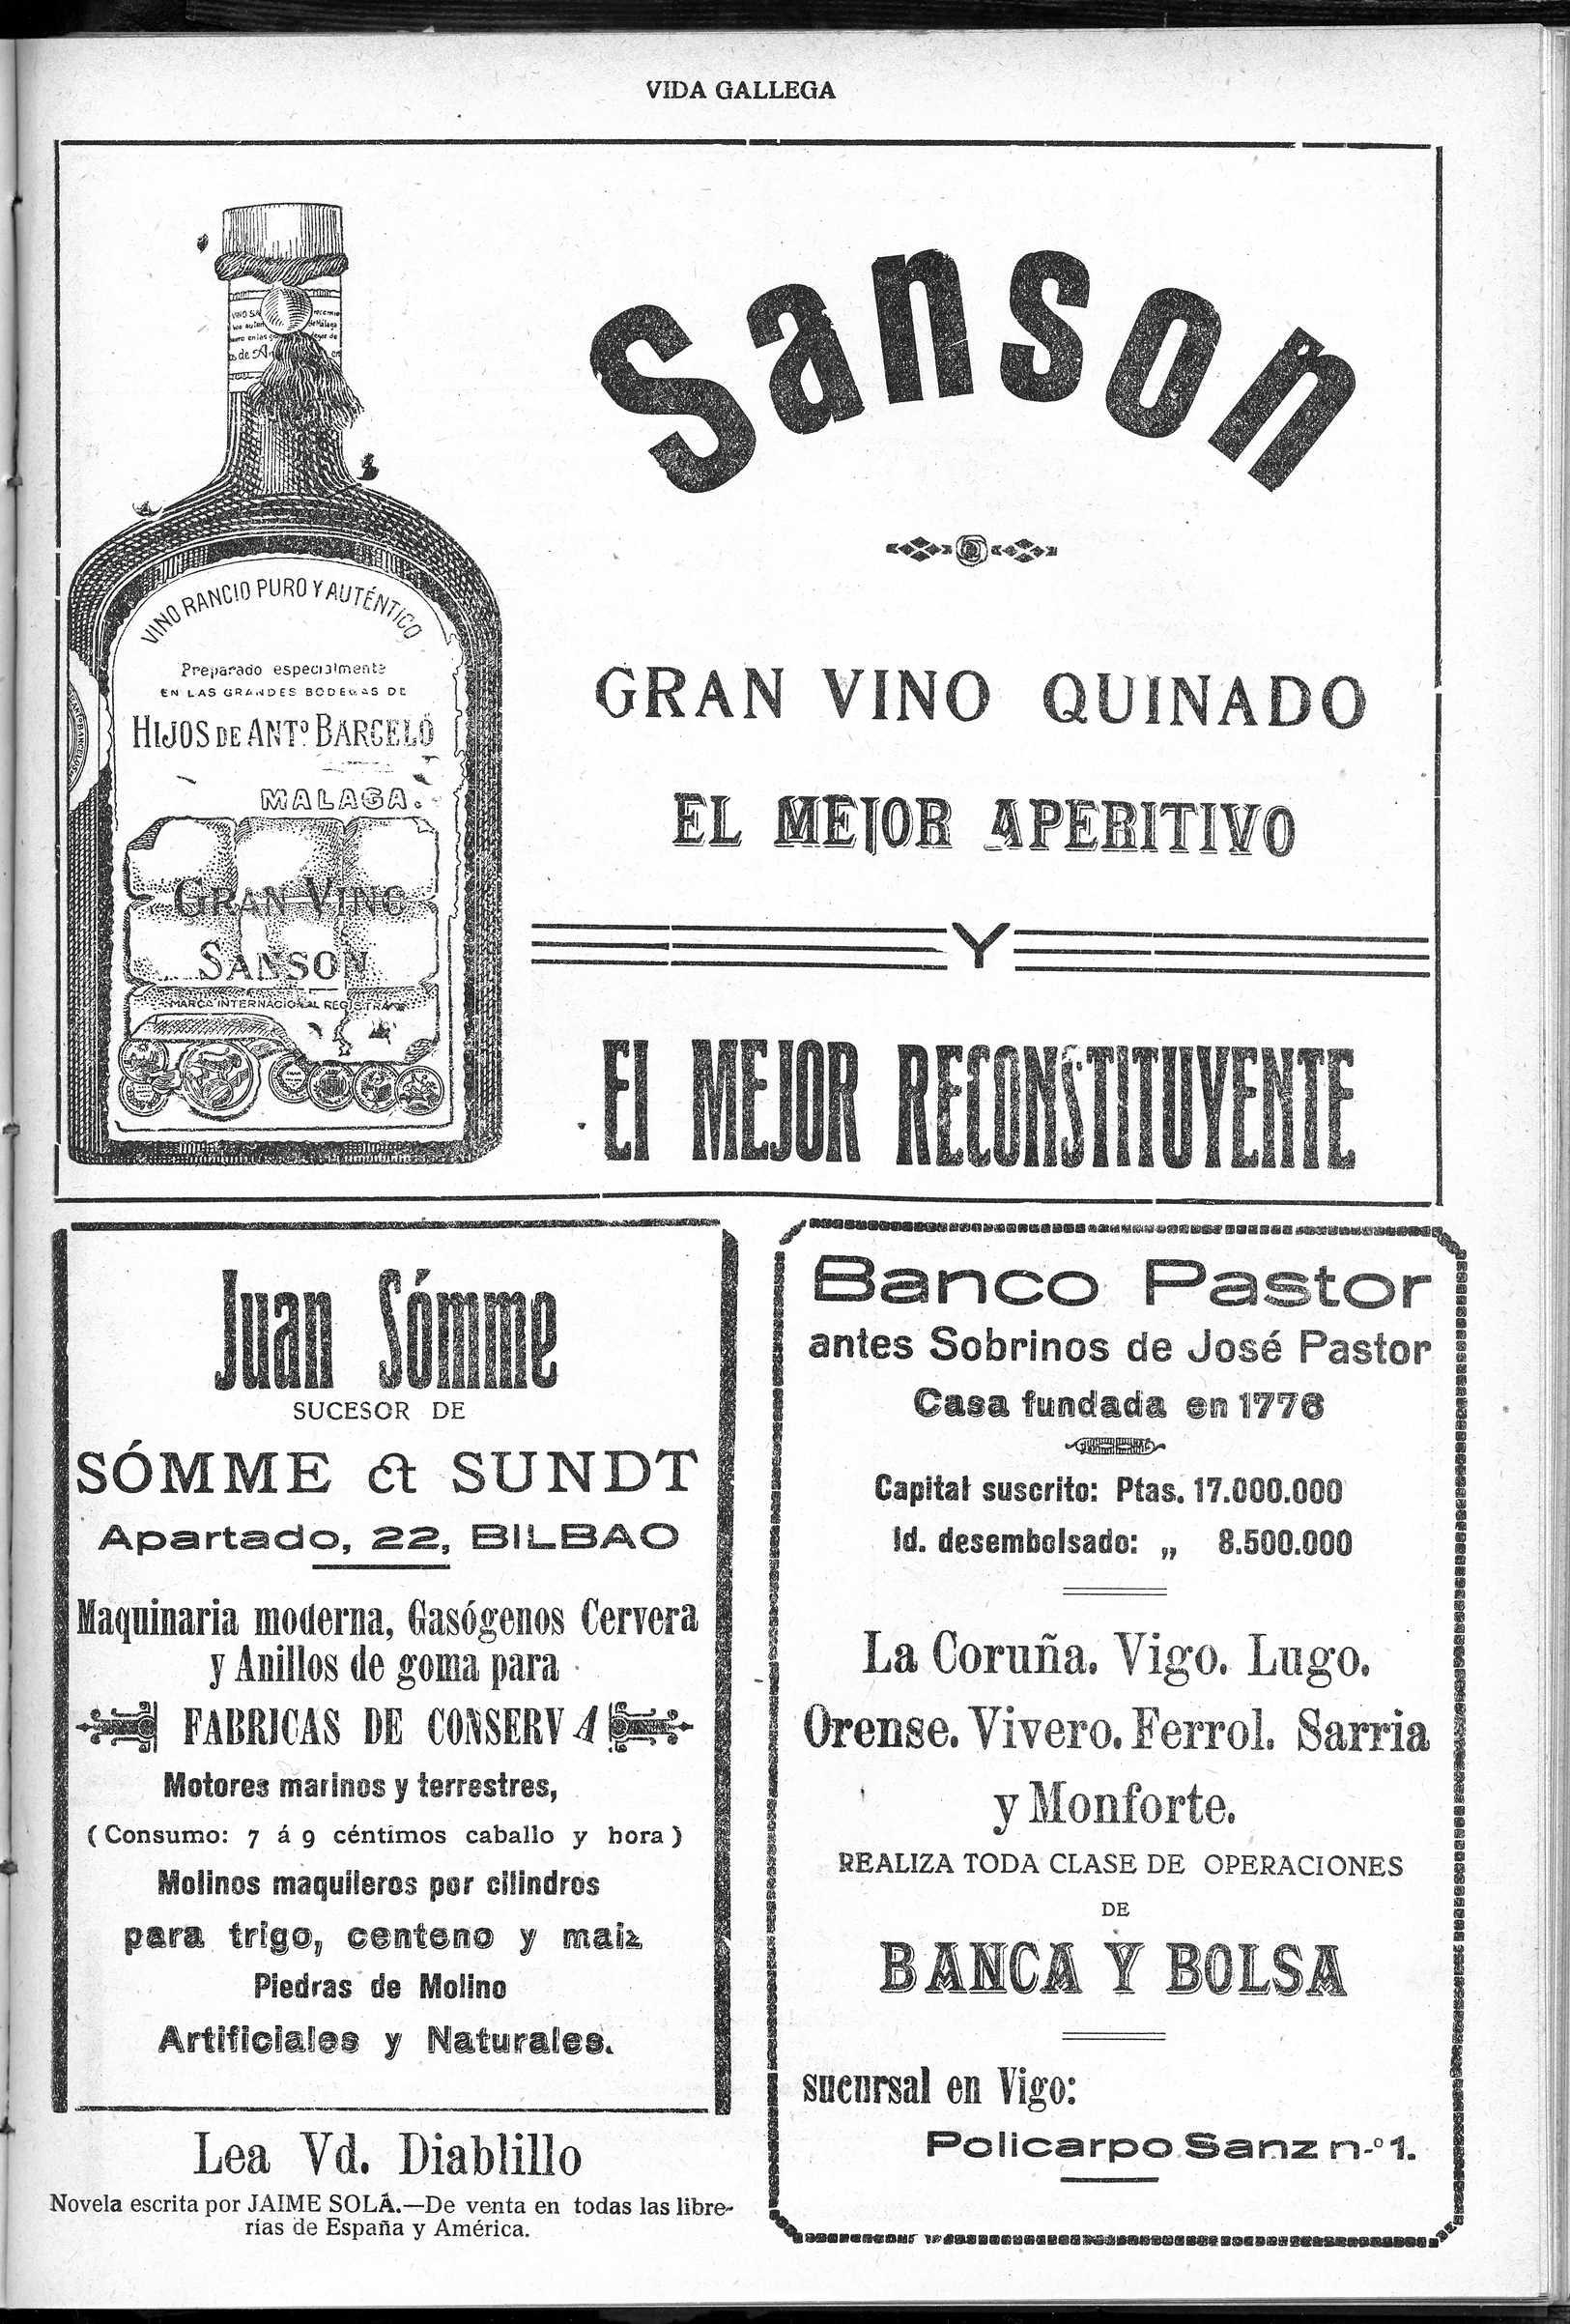 VIDA GALLEGA
VINO RANCIO PURO Y AUTÉNTICO
Preparado especialmente
EN LAS GRANDES BODEGAS DE
HIJOS DE ANTº. BARCELÓ
MALAGA.
GRAN VINO
SANSON
MARCA INTERNACIONAL REGISTRADA
Sanson
GRAN VINO QUINADO
EL MEJOR APERITIVO
Y
El MEJOR RECONSTITUYENTE
Juan Sómme
SUCESOR DE
SÓMME & SUNDT
Apartado, 22, BILBAO
Maquinaria moderna, Gasógenos Cervera
y Anillos de goma para
FABRICAS DE CONSERVA
Motores marinos y terrestres,
(Consumo: 7 á 9 céntimos caballo y hora)
Molinos maquileros por cilindros
para trigo, centeno y maiz
Piedras de Molino
Artificiales y Naturales.
Lea Vd. Diablillo
Novela escrita por JAIME SOLÁ.—De venta en todas las libre-
rías de España y América.
Banco Pastor
antes Sobrinos de José Pastor
Casa fundada en 1776
Capital suscrito: Ptas. 17.000.000
Id. desembolsado: „ 8.500.000
La Coruña. Vigo. Lugo.
Orense. Vivero. Ferrol. Sarria
y Monforte.
REALIZA TODA CLASE DE OPERACIONES
DE
BANCA Y BOLSA
sucursal en Vigo:
Policarpo Sanz n.º 1.